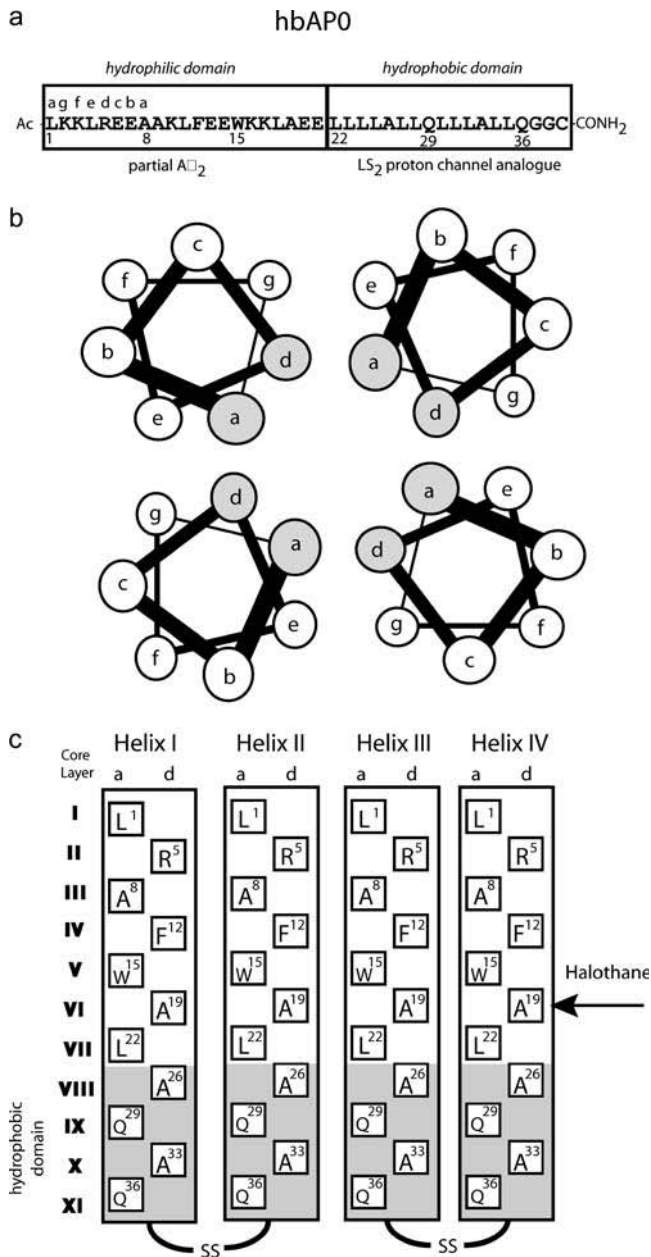 a
hbAP0
hydrophilic domain hydrophobic domain
a g f e d c b a
Ac LKKLREEAAKLFEEWKKLAEE LLLLALLQLLLALLQGGC CONH2
1 8 15 22 29 36
partial A□2 LS2 proton channel analogue
b
c b
f g e f
b d a c
e a d g
d a e
g a d b
c e g f
f b c
c
Helix I Helix II Helix III Helix IV
Core
Layer a d a d a d a d
I L1 L1 L1 L1
II R5 R5 R5 R5
III A8 A8 A8 A8
IV F12 F12 F12 F12
V W15 W15 W15 W15
Halothane
VI A19 A19 A19 A19
VII L22 L22 L22 L22
VIII A26 A26 A26 A26
IX Q29 Q29 Q29 Q29
X A33 A33 A33 A33
XI Q36 Q36 Q36 Q36
hydrophobic
domain
SS SS